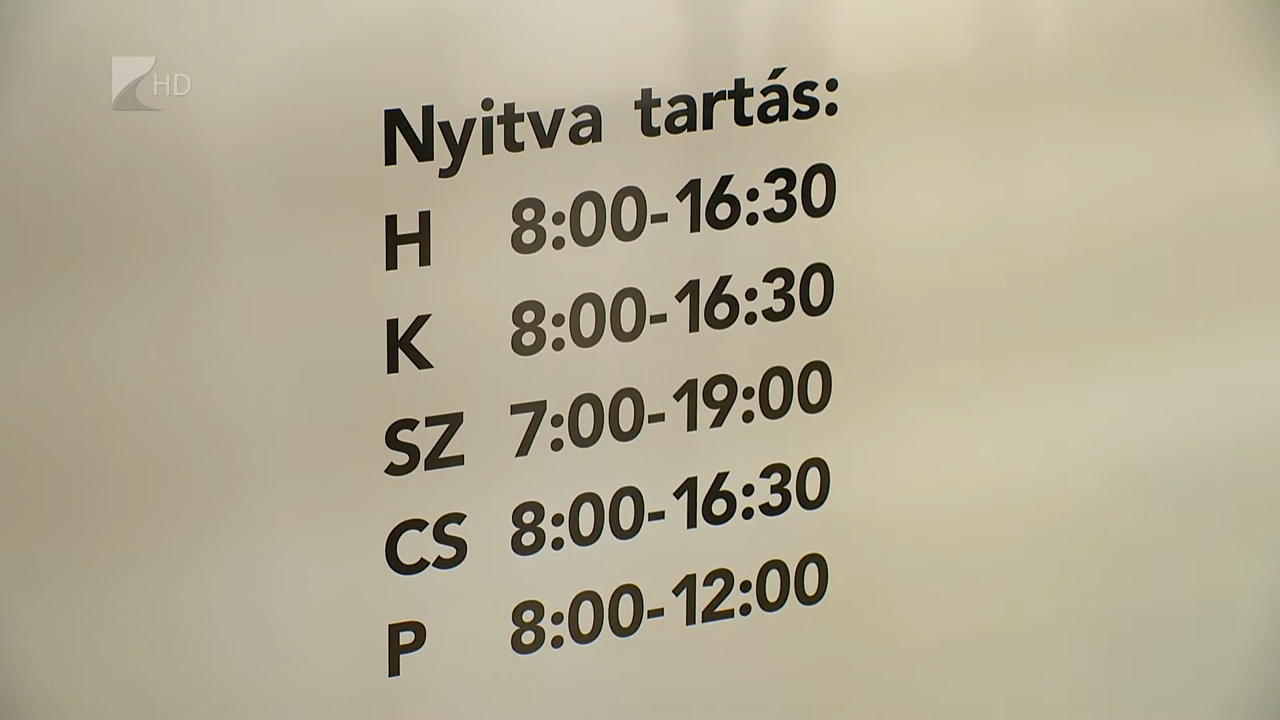 HD
Nyitva tartás:
H 8:00-16:30
K 8:00-16:30
SZ 7:00-19:00
CS 8:00-16:30
P 8:00-12:00